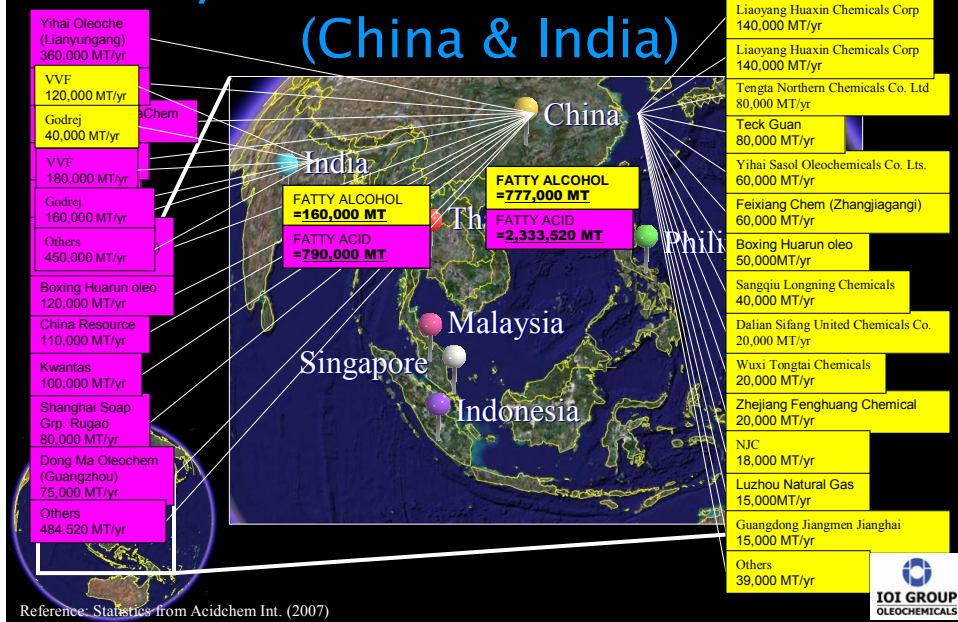 (China & India)
Yihai Oleoche
(Lianyungang)
360,000 MT/yr
VVF
120,000 MT/yr
Godrej
40,000 MT/yr
aChem
VVF
180,000 MT/yr
Godrej
160,000 MT/yr
Others
450,000 MT/yr
Boxing Huarun oleo
120,000 MT/yr
China Resource
110,000 MT/yr
Kwantas
100,000 MT/yr
Shanghai Soap
Grp. Rugao
80,000 MT/yr
Dong Ma Oleochem
(Guangzhou)
75,000 MT/yr
Others
484,520 MT/yr
China
India
FATTY ALCOHOL
=160,000 MT
FATTY ACID
=790,000 MT
FATTY ALCOHOL
=777,000 MT
FATTY ACID
=2,333,520 MT
Th
Phili
Malaysia
Singapore
Indonesia
Liaoyang Huaxin Chemicals Corp
140,000 MT/yr
Liaoyang Huaxin Chemicals Corp
140,000 MT/yr
Tengta Northern Chemicals Co. Ltd
80,000 MT/yr
Teck Guan
80,000 MT/yr
Yihai Sasol Oleochemicals Co. Lts.
60,000 MT/yr
Feixiang Chem (Zhangjiagangi)
60,000 MT/yr
Boxing Huarun oleo
50,000MT/yr
Sangqiu Longning Chemicals
40,000 MT/yr
Dalian Sifang United Chemicals Co.
20,000 MT/yr
Wuxi Tongtai Chemicals
20,000 MT/yr
Zhejiang Fenghuang Chemical
20,000 MT/yr
NJC
18,000 MT/yr
Luzhou Natural Gas
15,000MT/yr
Guangdong Jiangmen Jianghai
15,000 MT/yr
Others
39,000 MT/yr
IOI GROUP
OLEOCHEMICALS
Reference: Statistics from Acidchem Int. (2007)